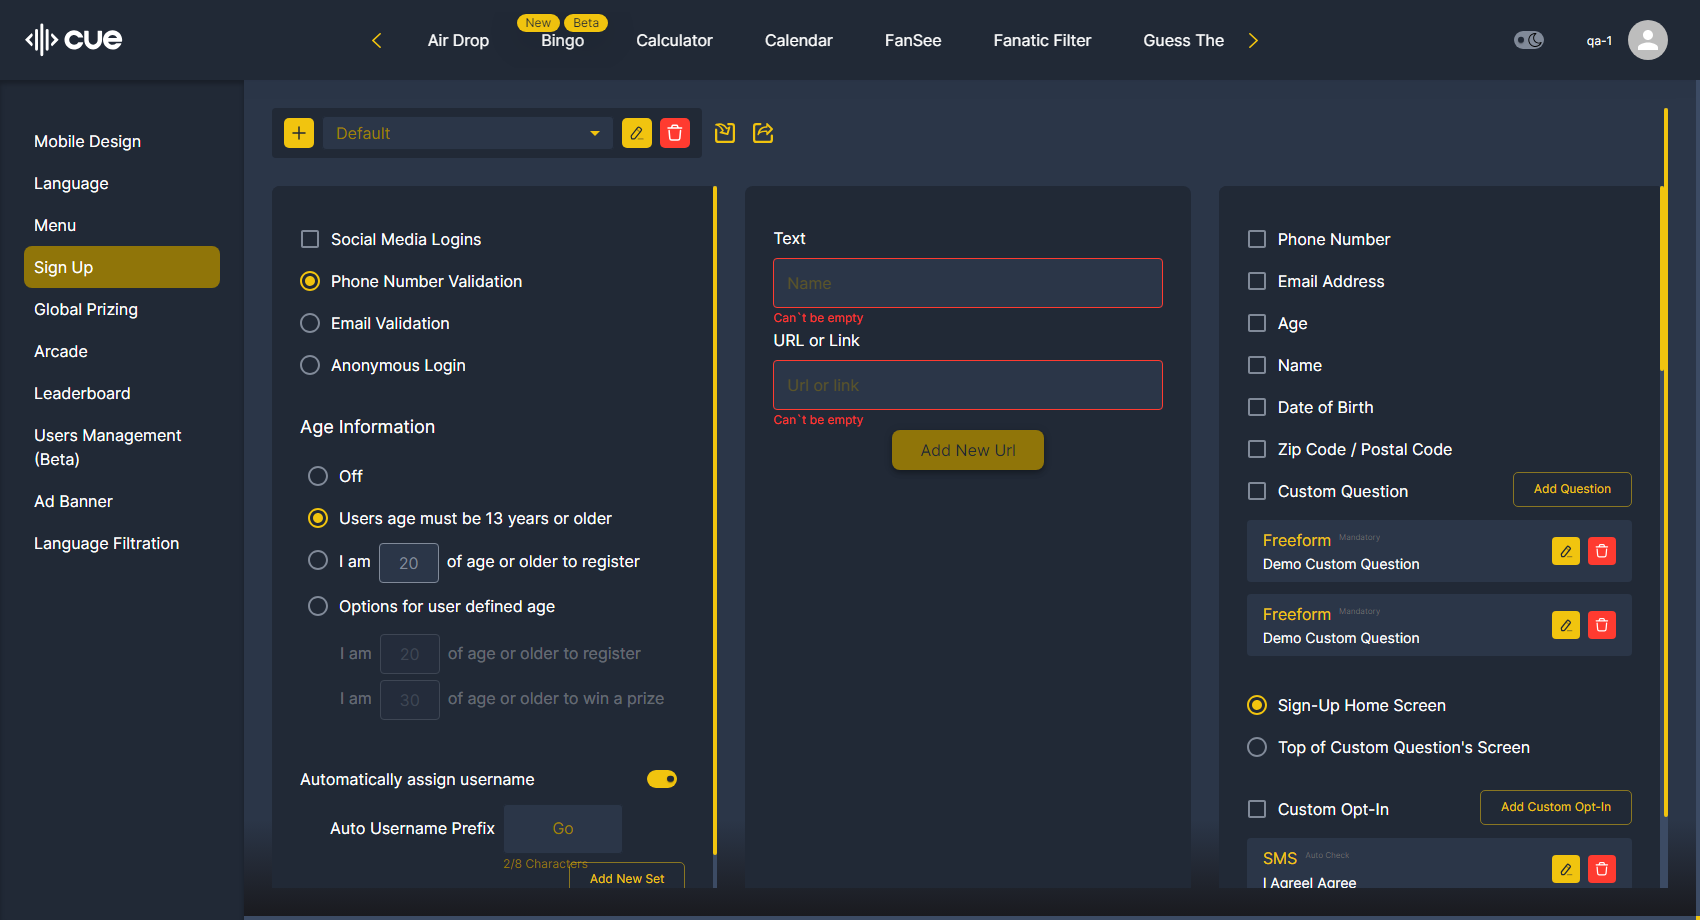 cue
Air Drop
New
Beta
Bingo
Calculator
Calendar
FanSee
Fanatic Filter
Guess The
qa-1
Mobile Design
Language
Menu
Sign Up
Global Prizing
Arcade
Leaderboard
Users Management
(Beta)
Ad Banner
Language Filtration
Default
Social Media Logins
Phone Number Validation
Email Validation
Anonymous Login
Age Information
Off
Users age must be 13 years or older
I am 20 of age or older to register
Options for user defined age
I am 20 of age or older to register
I am 30 of age or older to win a prize
Automatically assign username
Auto Username Prefix Go
2/8 Characters
Add New Set
Text
Name
Can`t be empty
URL or Link
Url or link
Can`t be empty
Add New Url
Phone Number
Email Address
Age
Name
Date of Birth
Zip Code / Postal Code
Custom Question
Add Question
Freeform Mandatory
Demo Custom Question
Freeform Mandatory
Demo Custom Question
Sign-Up Home Screen
Top of Custom Question's Screen
Custom Opt-In
Add Custom Opt-In
SMS Auto Check
I AgreeI Agree